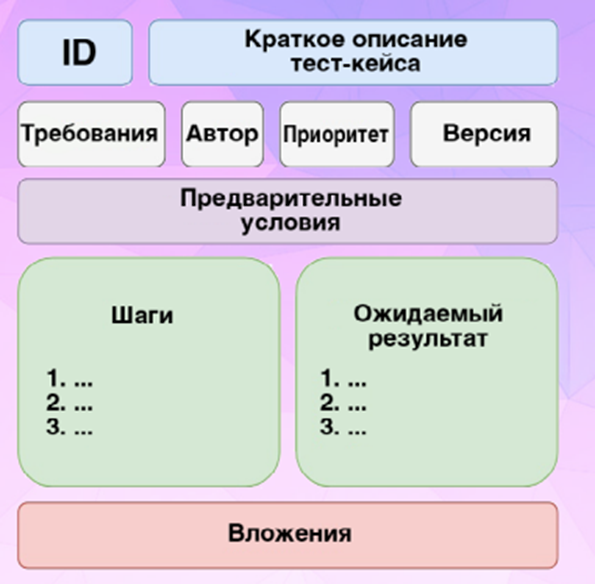 ID
Краткое описание
тест-кейса
Требования
Автор
Приоритет
Версия
Предварительные
условия
Шаги
1. ...
2. ...
3. ...
Ожидаемый
результат
1. ...
2. ...
3. ...
Вложения